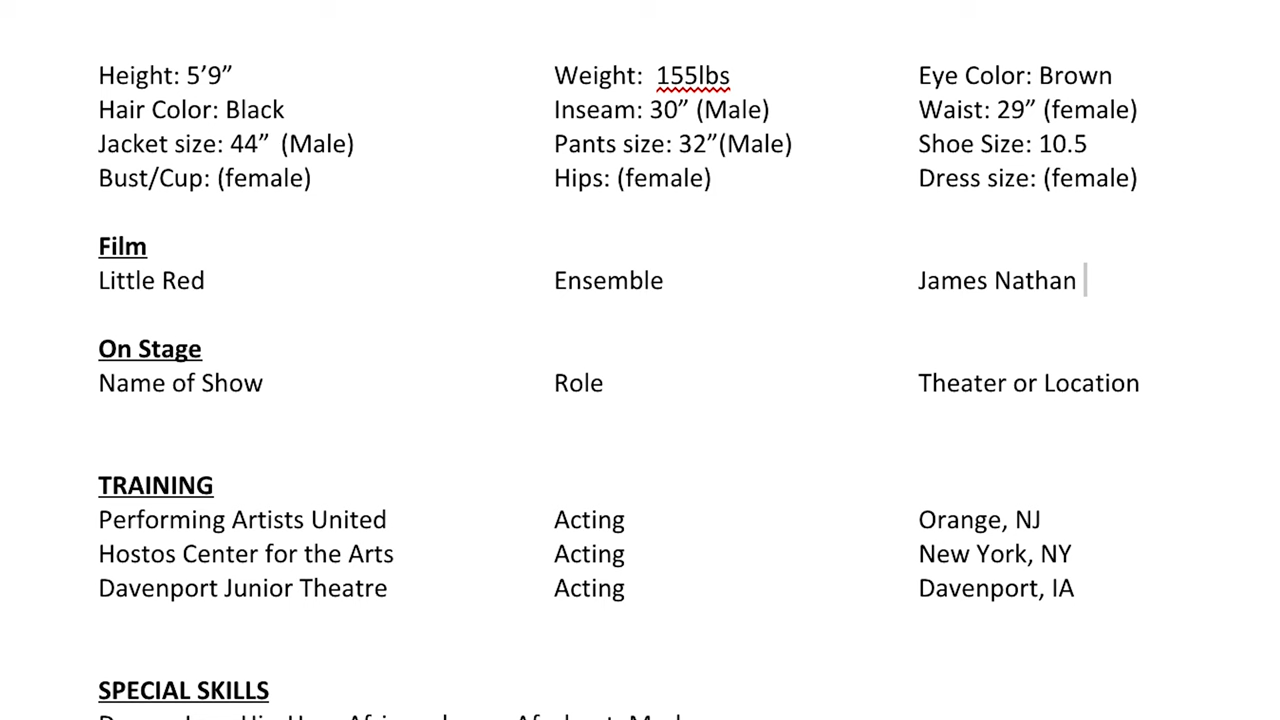 Height: 5’9” Weight:  155lbs Eye Color: Brown
Hair Color: Black Inseam: 30” (Male) Waist: 29” (female)
Jacket size: 44”  (Male) Pants size: 32”(Male) Shoe Size: 10.5
Bust/Cup: (female) Hips: (female) Dress size: (female)
Film
Little Red Ensemble James Nathan
On Stage
Name of Show Role Theater or Location
TRAINING
Performing Artists United Acting Orange, NJ
Hostos Center for the Arts Acting New York, NY
Davenport Junior Theatre Acting Davenport, IA
SPECIAL SKILLS